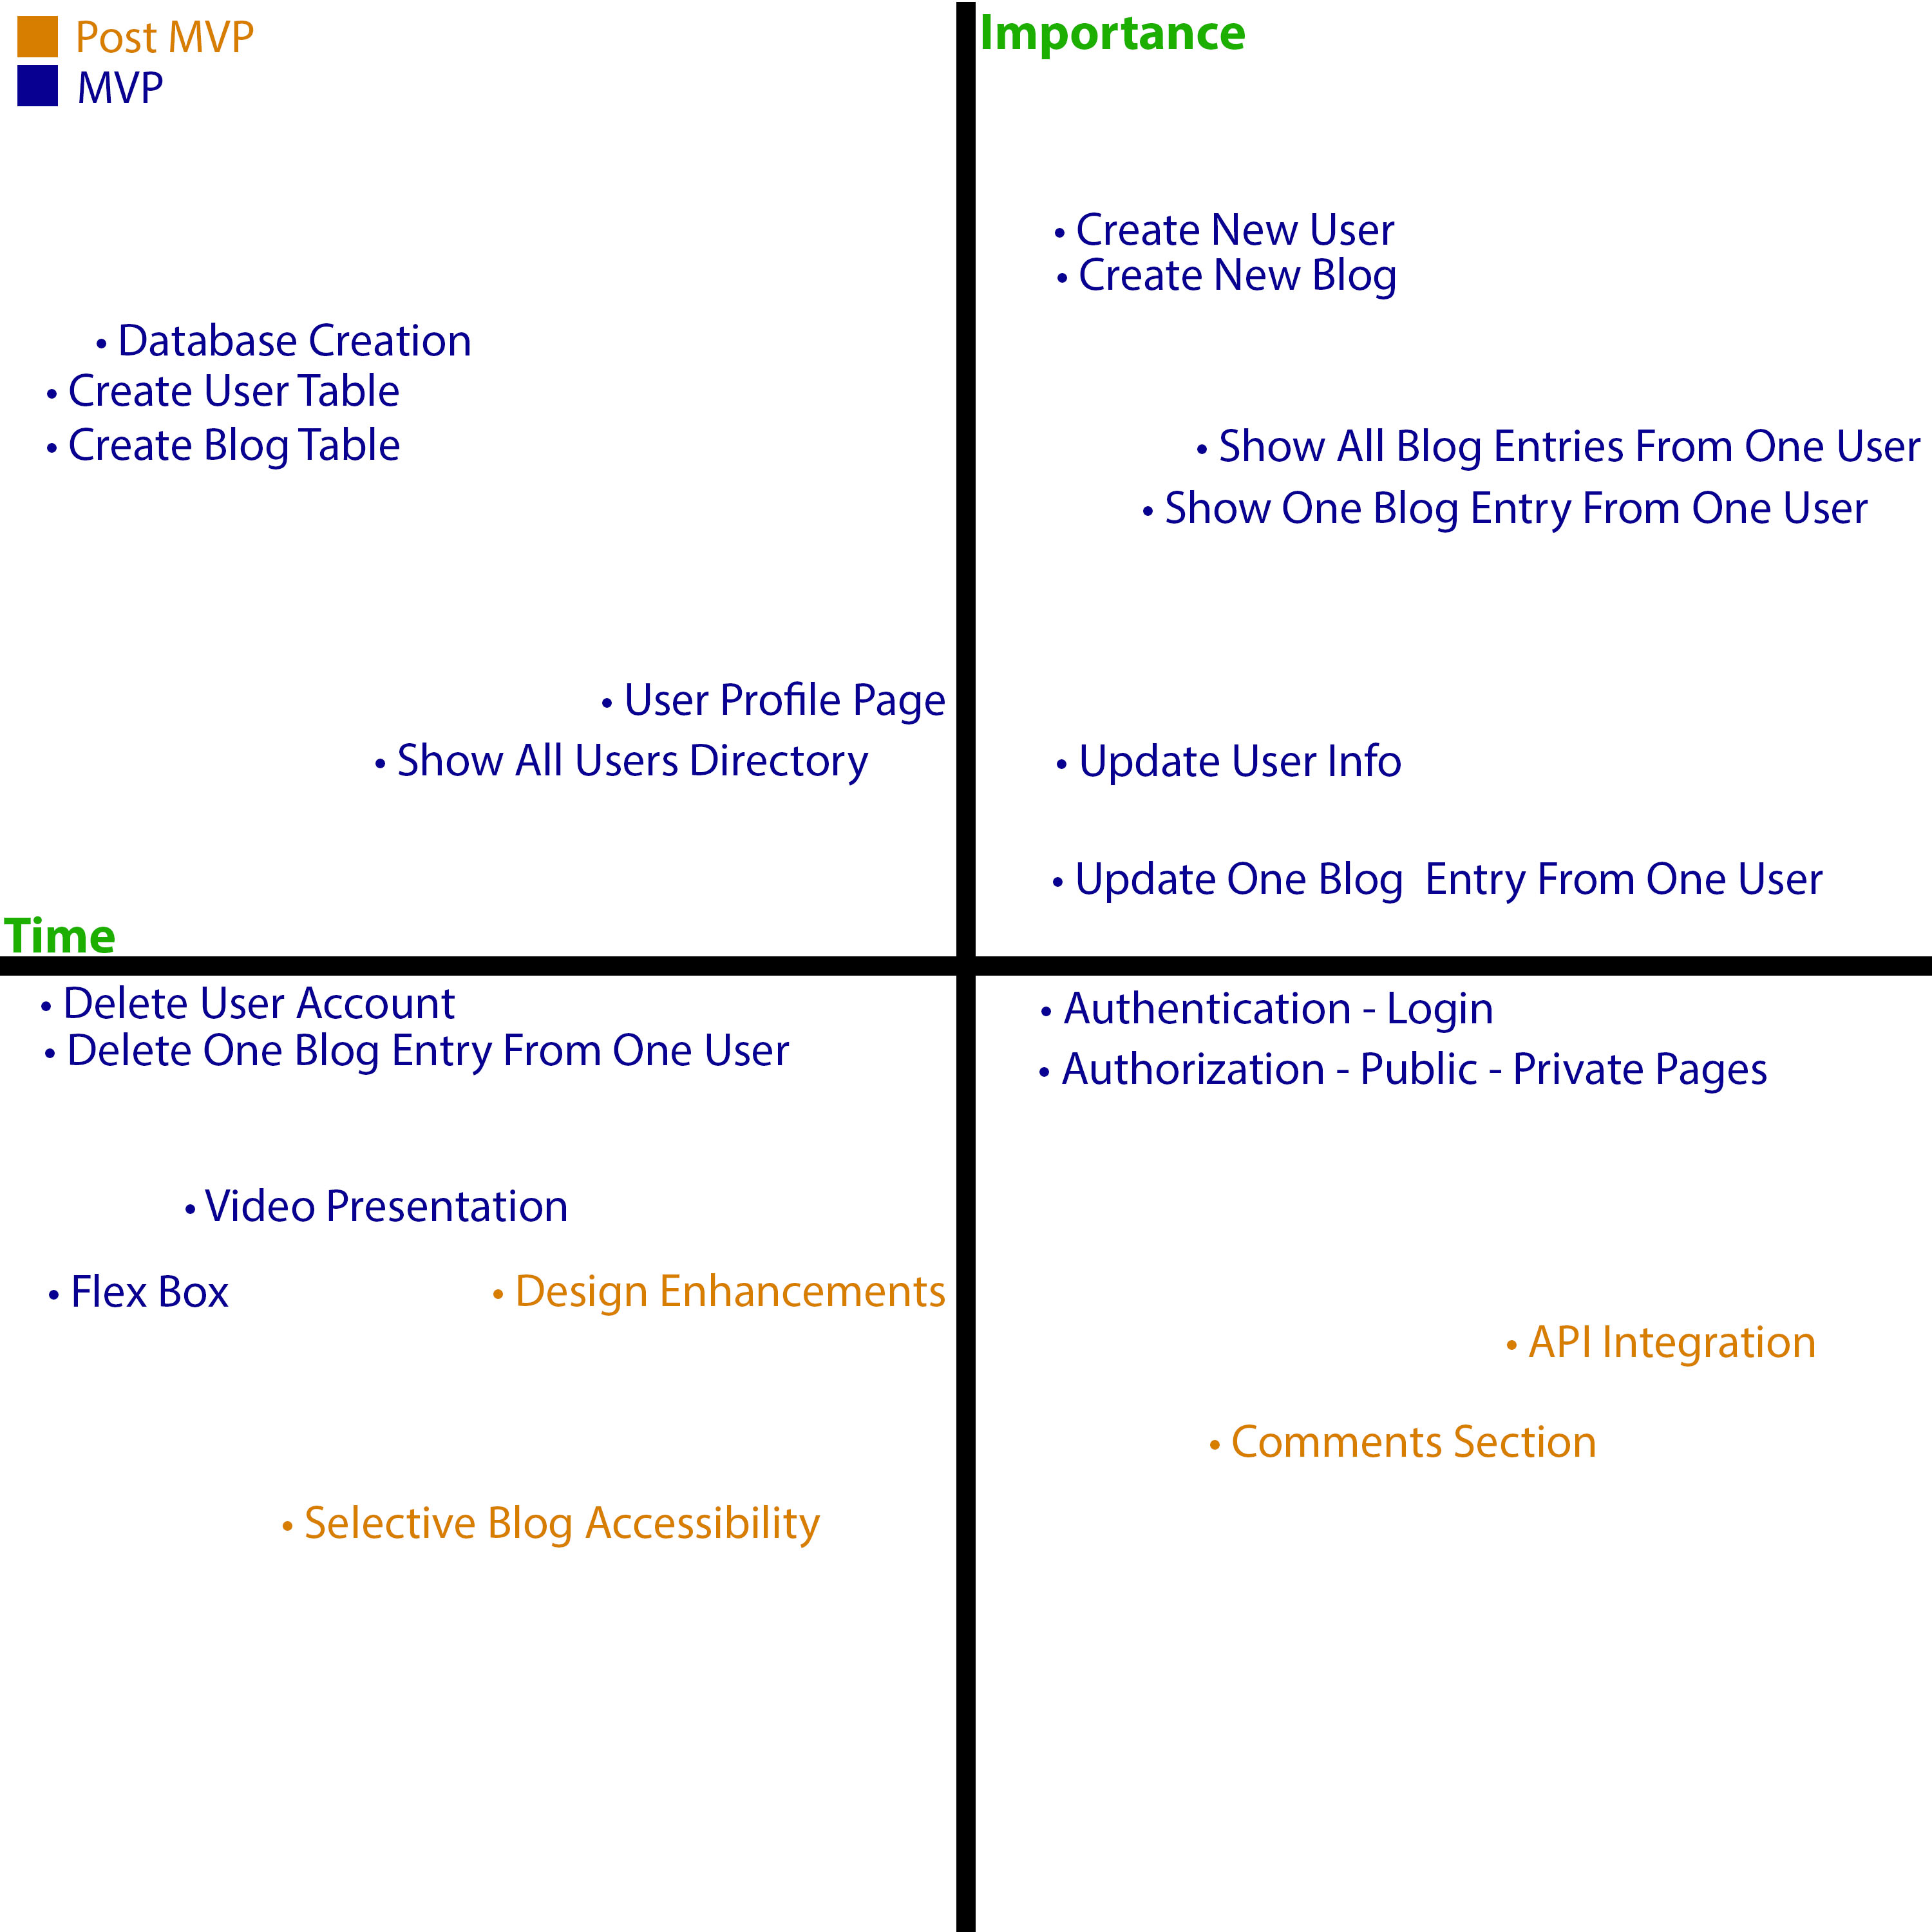 Post MVP
MVP
Importance
• Create New User
• Create New Blog
• Database Creation
• Create User Table
• Create Blog Table
• Show All Blog Entries From One User
• Show One Blog Entry From One User
• User Profile Page
• Show All Users Directory
• Update User Info
• Update One Blog  Entry From One User
Time
• Delete User Account
• Delete One Blog Entry From One User
• Authentication - Login
• Authorization - Public - Private Pages
• Video Presentation
• Flex Box
• Design Enhancements
• API Integration
• Comments Section
• Selective Blog Accessibility